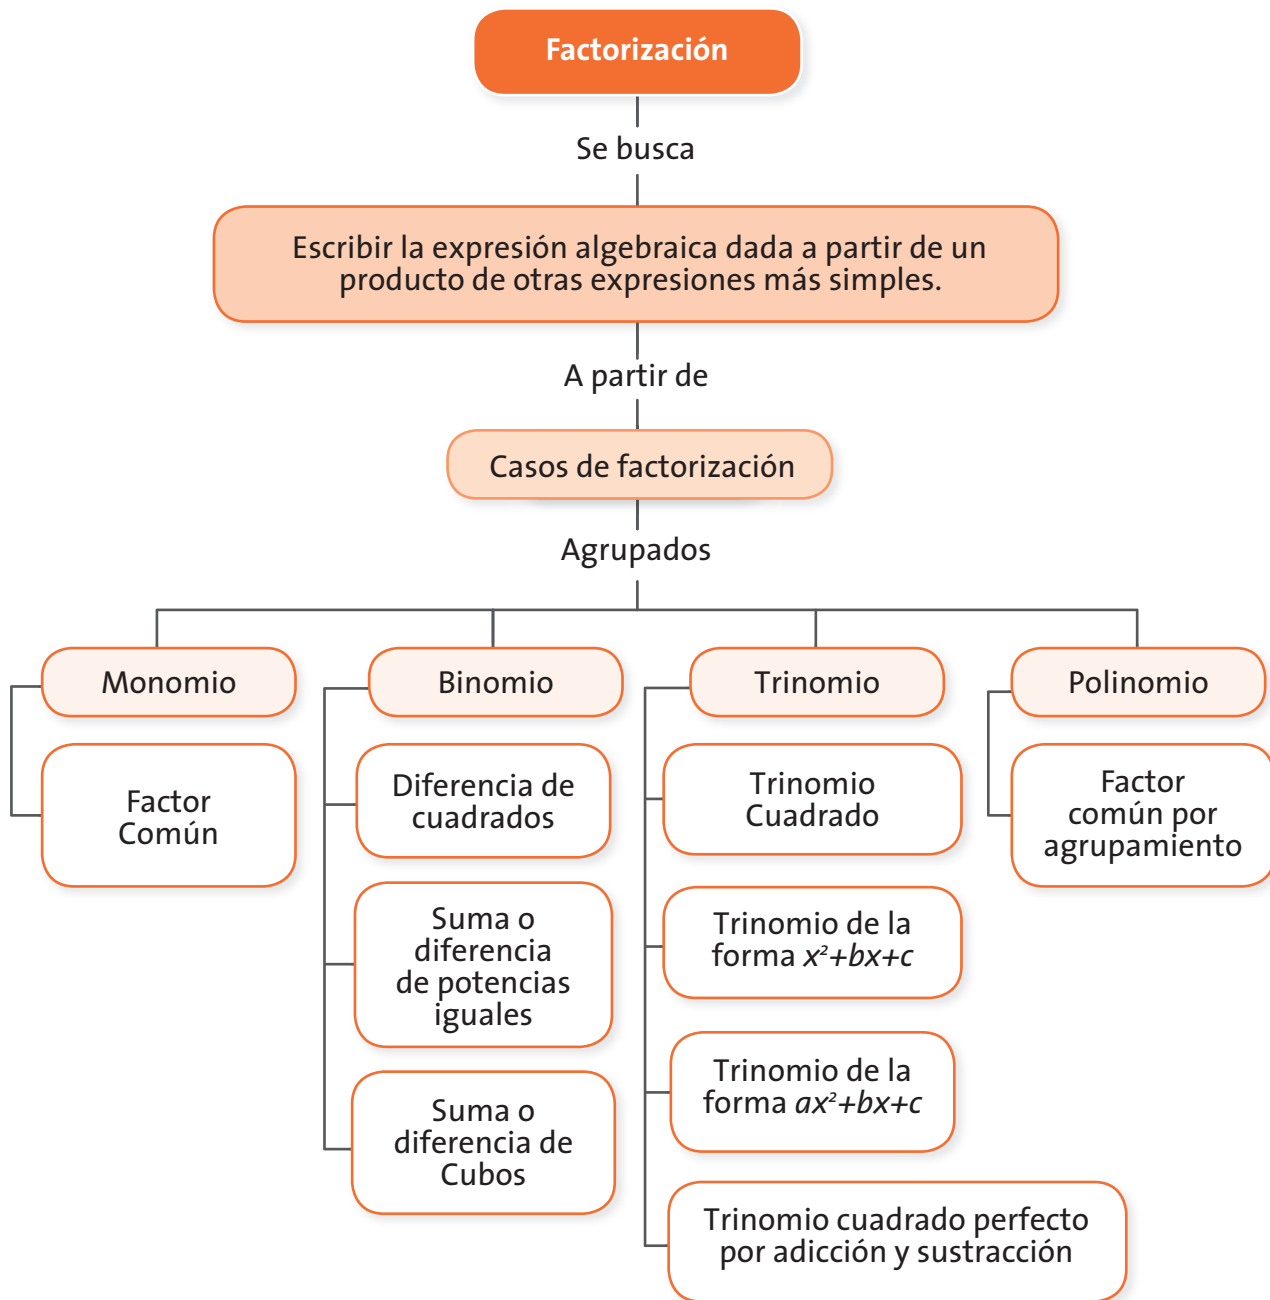 Factorización
Se busca
Escribir la expresión algebraica dada a partir de un
producto de otras expresiones más simples.
A partir de
Casos de factorización
Agrupados
Monomio
Factor
Común
Binomio
Diferencia de
cuadrados
Suma o
diferencia
de potencias
iguales
Suma o
diferencia de
Cubos
Trinomio
Trinomio
Cuadrado
Trinomio de la
forma x²+bx+c
Trinomio de la
forma ax²+bx+c
Trinomio cuadrado perfecto
por adicción y sustracción
Polinomio
Factor
común por
agrupamiento